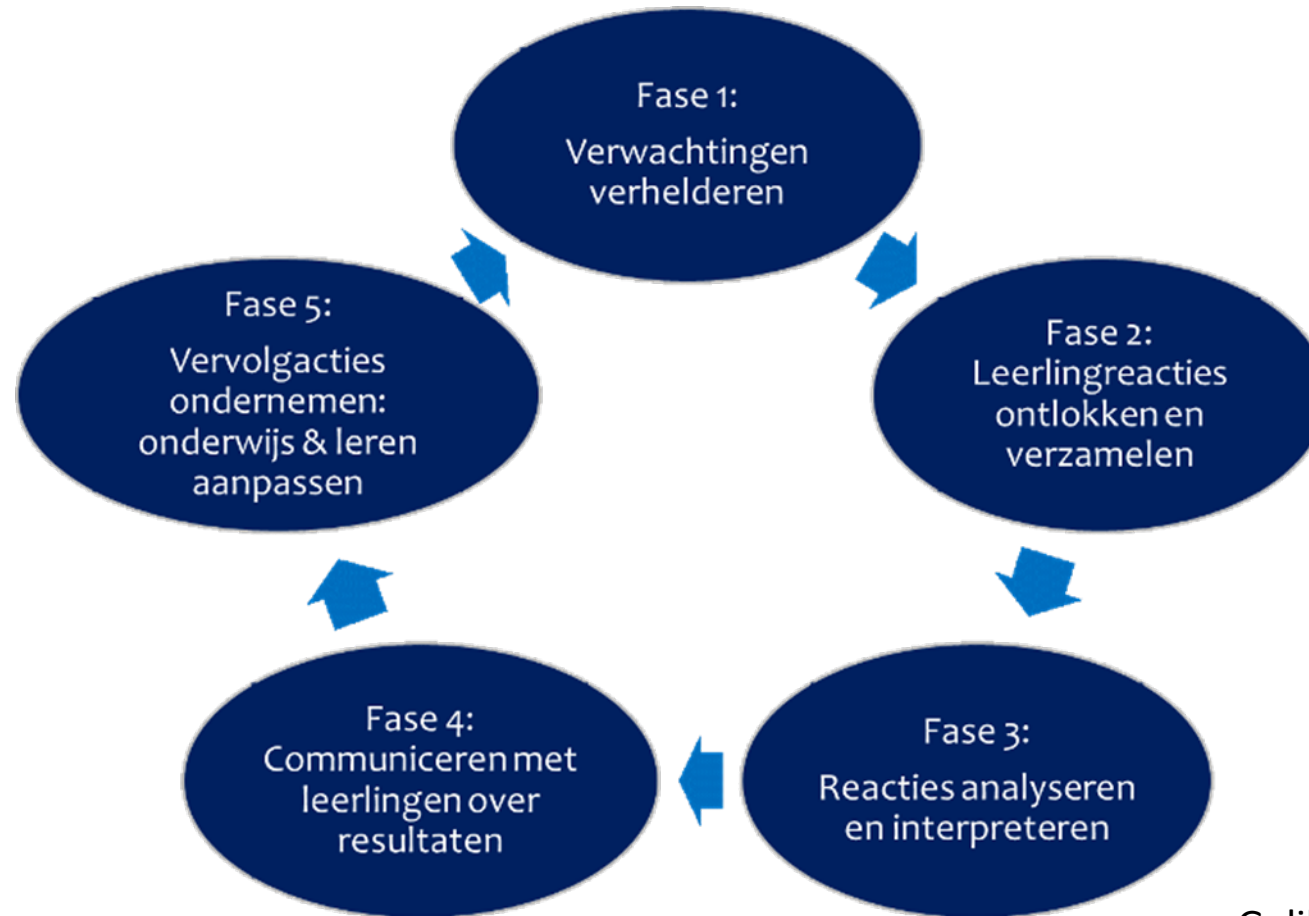 Fase 1:
Verwachtingen
verhelderen
Fase 2:
Leerlingreacties
ontlokken en
verzamelen
Fase 3:
Reacties analyseren
en interpreteren
Fase 4:
Communiceren met
leerlingen over
resultaten
Fase 5:
Vervolgacties
ondernemen:
onderwijs & leren
aanpassen